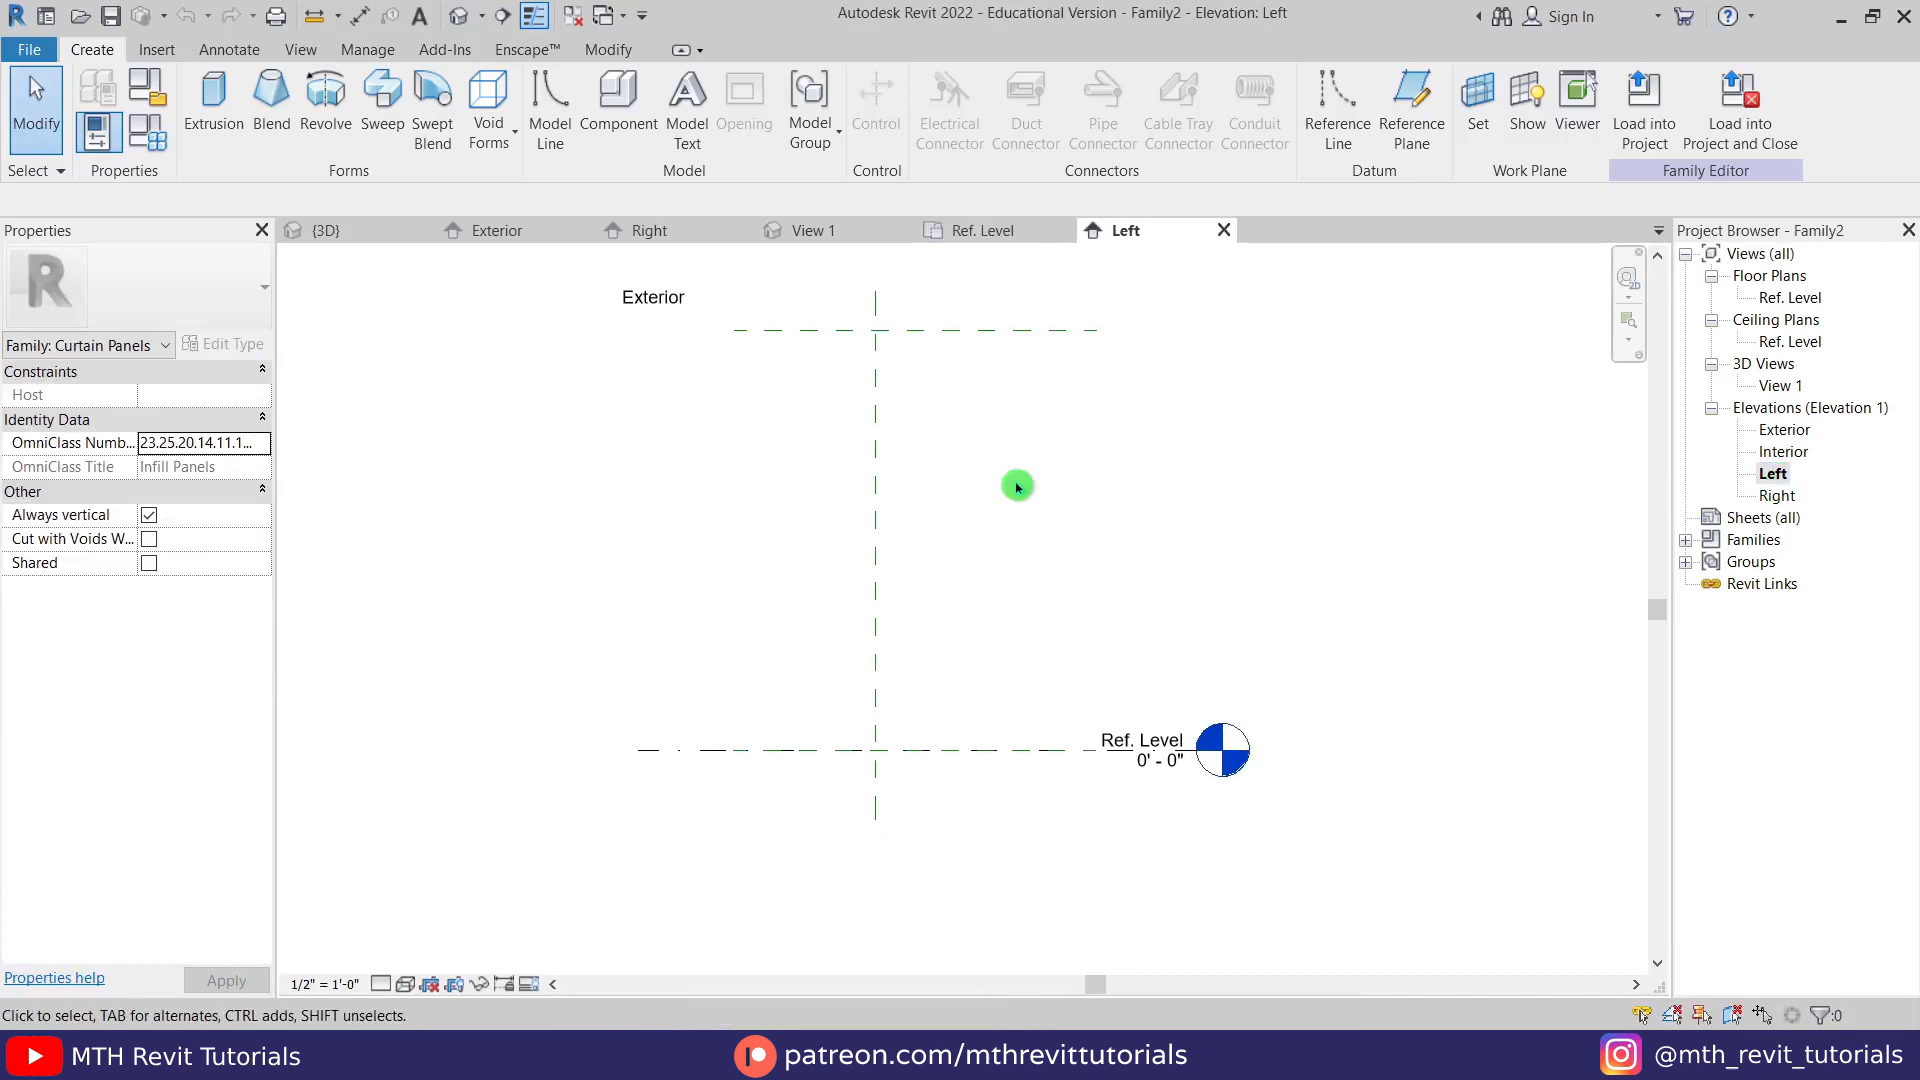 Autodesk Revit 2022 - Educational Version - Family2 - Elevation: Left
Sign In
File
Create
Insert
Annotate
View
Manage
Add-Ins
Enscape™
Modify
Modify
Extrusion
Blend
Revolve
Sweep
Swept Blend
Void Forms
Model Line
Component
Model Text
Opening
Model Group
Control
Electrical Connector
Duct Connector
Pipe Connector
Cable Tray Connector
Conduit Connector
Reference Line
Reference Plane
Set
Show
Viewer
Load into Project
Load into Project and Close
Select
Properties
Forms
Model
Control
Connectors
Datum
Work Plane
Family Editor
Properties
{3D}
Exterior
Right
View 1
Ref. Level
Left
Project Browser - Family2
R
Family: Curtain Panels
Edit Type
Constraints
Host
Identity Data
OmniClass Numb... 23.25.20.14.11.1...
OmniClass Title Infill Panels
Other
Always vertical
Cut with Voids W...
Shared
Properties help
Apply
Exterior
Ref. Level
0' - 0"
2D
Views (all)
Floor Plans
Ref. Level
Ceiling Plans
Ref. Level
3D Views
View 1
Elevations (Elevation 1)
Exterior
Interior
Left
Right
Sheets (all)
Families
Groups
Revit Links
1/2" = 1'-0"
Click to select, TAB for alternates, CTRL adds, SHIFT unselects.
:0
MTH Revit Tutorials
patreon.com/mthrevittutorials
@mth_revit_tutorials